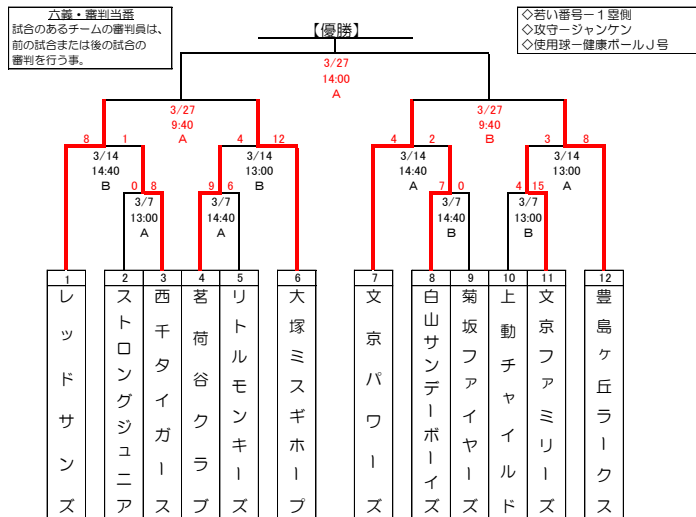 六義・審判当番
試合のあるチームの審判員は、
前の試合または後の試合の
審判を行う事。
【優勝】
◇若い番号ー１塁側
◇攻守ージャンケン
◇使用球ー健康ボールＪ号
3/27
14:00
A
3/27
9:40
A
3/27
9:40
B
8 1
4 12
4 2
3 8
3/14
14:40
B
3/14
13:00
B
3/14
14:40
A
3/14
13:00
A
0 8
9 6
7 0
4 15
3/7
13:00
A
3/7
14:40
A
3/7
14:40
B
3/7
13:00
B
1 2 3 4 5 6 7 8 9 10 11 12
レッドサンズ
ストロングジュニア
西千タイガース
茗荷谷クラブ
リトルモンキーズ
大塚ミスギホープ
文京パワーズ
白山サンデーボーイズ
菊坂ファイヤーズ
上動チャイルド
文京ファミリーズ
豊島ヶ丘ラークス